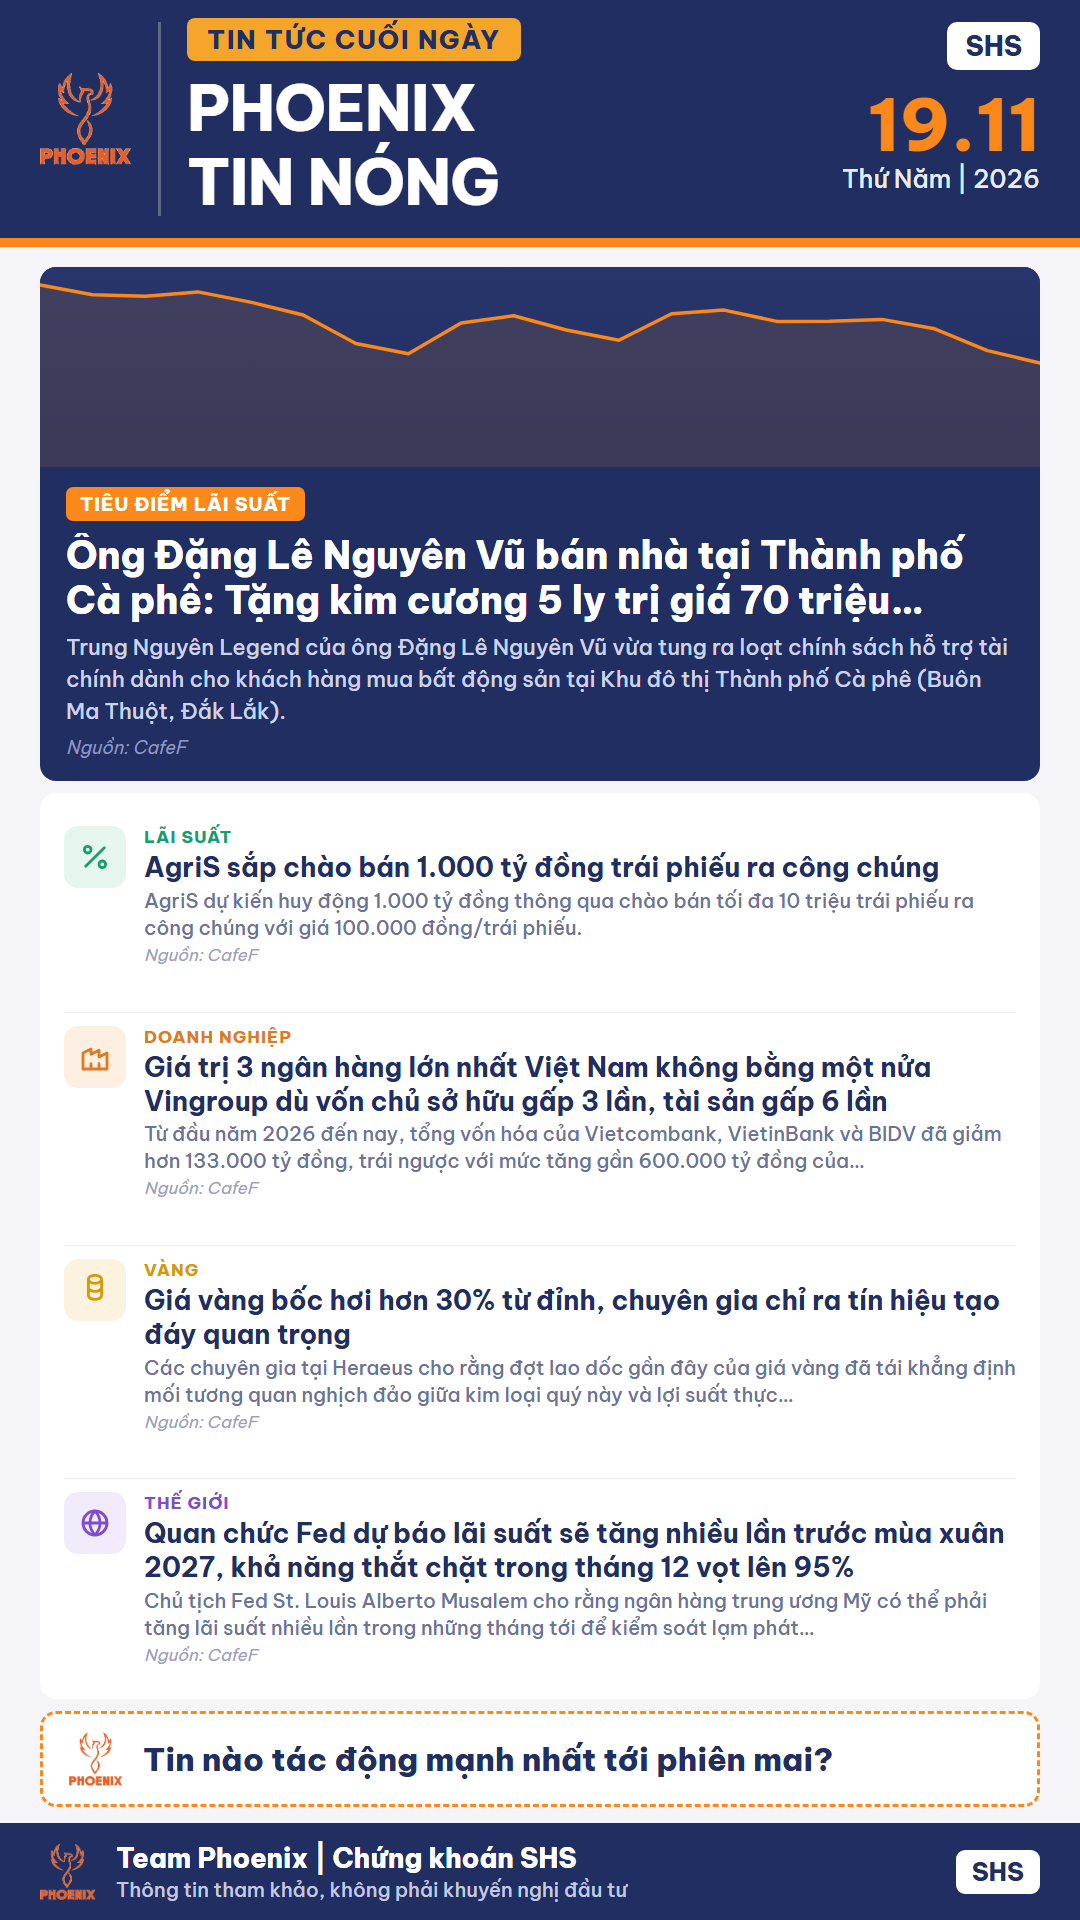 TIN TỨC CUỐI NGÀY
PHOENIX
TIN NÓNG
PHOENIX
SHS
19.11
Thứ Năm | 2026
TIÊU ĐIỂM LÃI SUẤT
Ông Đặng Lê Nguyên Vũ bán nhà tại Thành phố
Cà phê: Tặng kim cương 5 ly trị giá 70 triệu...
Trung Nguyên Legend của ông Đặng Lê Nguyên Vũ vừa tung ra loạt chính sách hỗ trợ tài
chính dành cho khách hàng mua bất động sản tại Khu đô thị Thành phố Cà phê (Buôn
Ma Thuột, Đắk Lắk).
Nguồn: CafeF
LÃI SUẤT
AgriS sắp chào bán 1.000 tỷ đồng trái phiếu ra công chúng
AgriS dự kiến huy động 1.000 tỷ đồng thông qua chào bán tối đa 10 triệu trái phiếu ra
công chúng với giá 100.000 đồng/trái phiếu.
Nguồn: CafeF
DOANH NGHIỆP
Giá trị 3 ngân hàng lớn nhất Việt Nam không bằng một nửa
Vingroup dù vốn chủ sở hữu gấp 3 lần, tài sản gấp 6 lần
Từ đầu năm 2026 đến nay, tổng vốn hóa của Vietcombank, VietinBank và BIDV đã giảm
hơn 133.000 tỷ đồng, trái ngược với mức tăng gần 600.000 tỷ đồng của...
Nguồn: CafeF
VÀNG
Giá vàng bốc hơi hơn 30% từ đỉnh, chuyên gia chỉ ra tín hiệu tạo
đáy quan trọng
Các chuyên gia tại Heraeus cho rằng đợt lao dốc gần đây của giá vàng đã tái khẳng định
mối tương quan nghịch đảo giữa kim loại quý này và lợi suất thực...
Nguồn: CafeF
THẾ GIỚI
Quan chức Fed dự báo lãi suất sẽ tăng nhiều lần trước mùa xuân
2027, khả năng thắt chặt trong tháng 12 vọt lên 95%
Chủ tịch Fed St. Louis Alberto Musalem cho rằng ngân hàng trung ương Mỹ có thể phải
tăng lãi suất nhiều lần trong những tháng tới để kiểm soát lạm phát...
Nguồn: CafeF
PHOENIX
Tin nào tác động mạnh nhất tới phiên mai?
PHOENIX
Team Phoenix | Chứng khoán SHS
Thông tin tham khảo, không phải khuyến nghị đầu tư
SHS